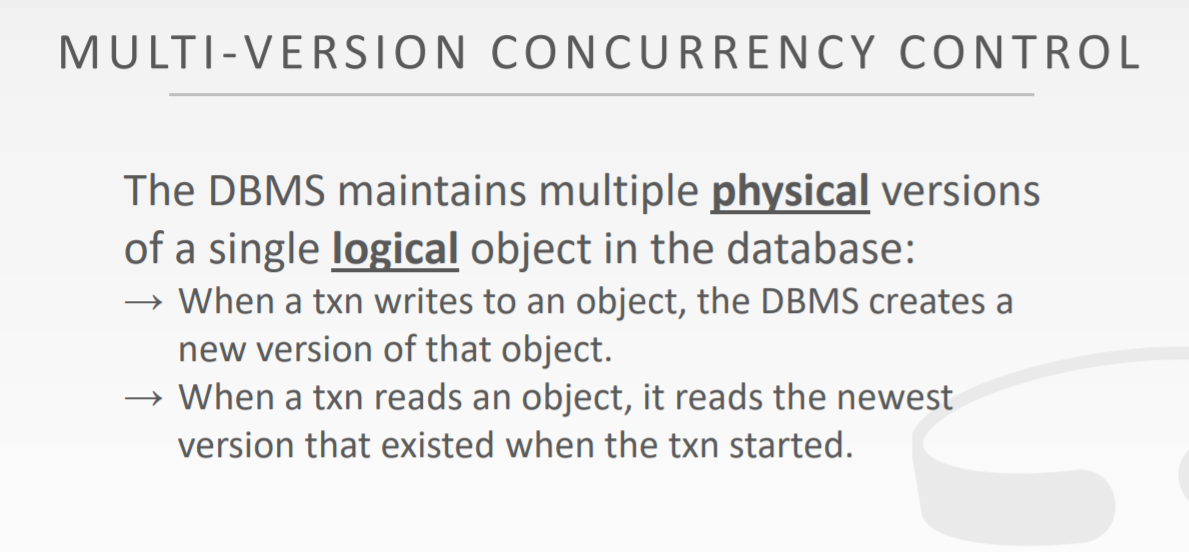 MULTI-VERSION CONCURRENCY CONTROL
The DBMS maintains multiple physical versions
of a single logical object in the database:
→ When a txn writes to an object, the DBMS creates a
new version of that object.
→ When a txn reads an object, it reads the newest
version that existed when the txn started.